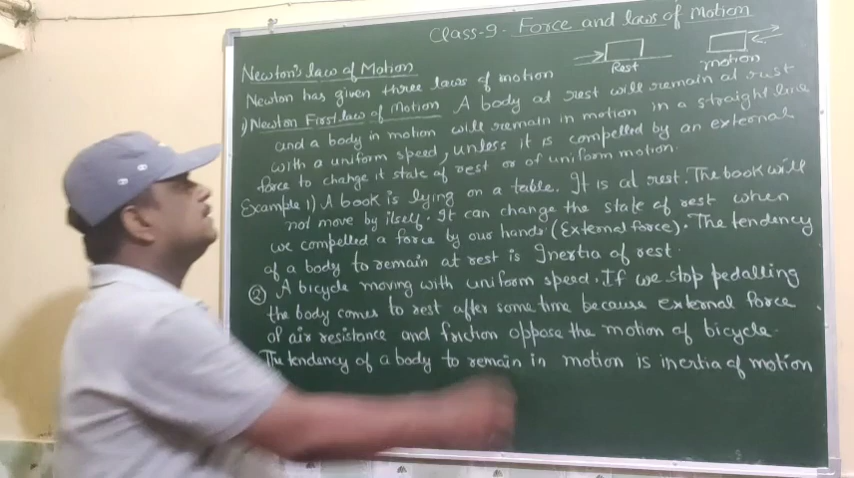 Class-9. Force and laws of Motion
Rest
motion
Newton's law of Motion
Newton has given three laws of motion
1) Newton First law of Motion A body at rest will remain at rust
and a body in motion will remain in motion in a straight line
with a uniform speed, unless it is compelled by an external
force to change it state of rest or of uniform motion.
Example 1) A book is lying on a table. It is at rest. The book will
not move by itself. It can change the state of rest when
we compelled a force by our hands (External force). The tendency
of a body to remain at rest is Inertia of rest.
② A bicycle moving with uniform speed. If we stop pedalling
the body comes to rest after some time because external force
of air resistance and friction oppose the motion of bicycle.
The tendency of a body to remain in motion is inertia of motion